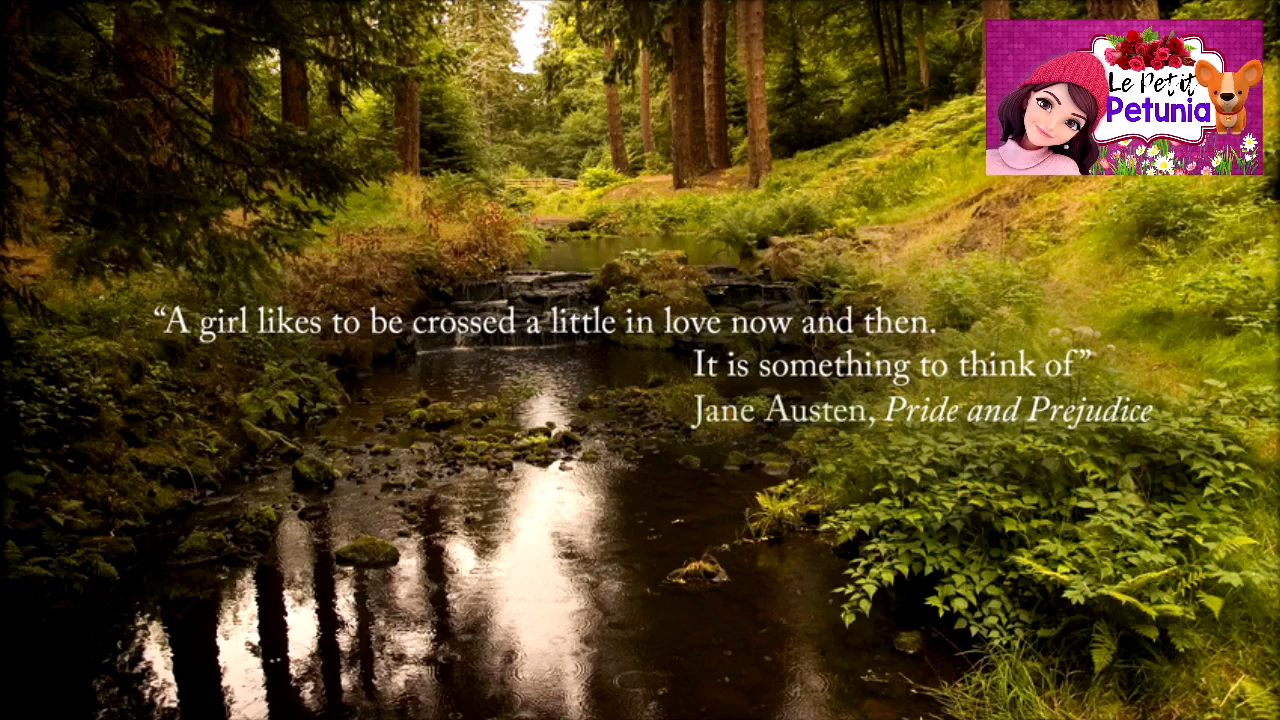 Le Petit
Petunia
“A girl likes to be crossed a little in love now and then.
It is something to think of”
Jane Austen, Pride and Prejudice